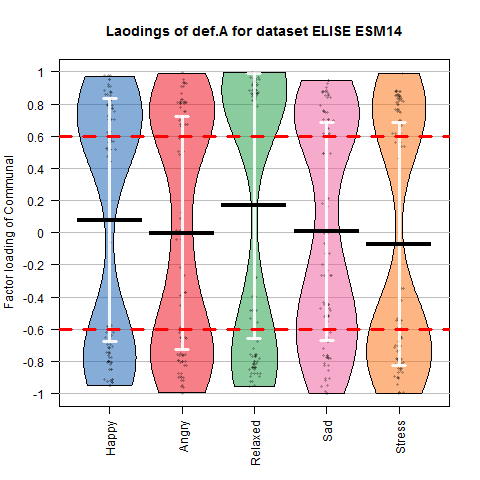 Laodings of def.A for dataset ELISE ESM14
Factor loading of Communal
1
0.8
0.6
0.4
0.2
0
-0.2
-0.4
-0.6
-0.8
-1
Happy
Angry
Relaxed
Sad
Stress